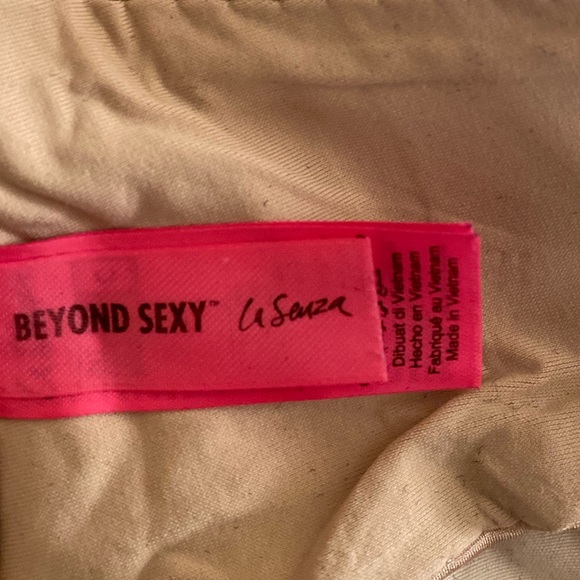 BEYOND SEXY™ la Senza
Dibuat di Vietnam
Hecho en Vietnam
Fabriqué au Vietnam
Made in Vietnam